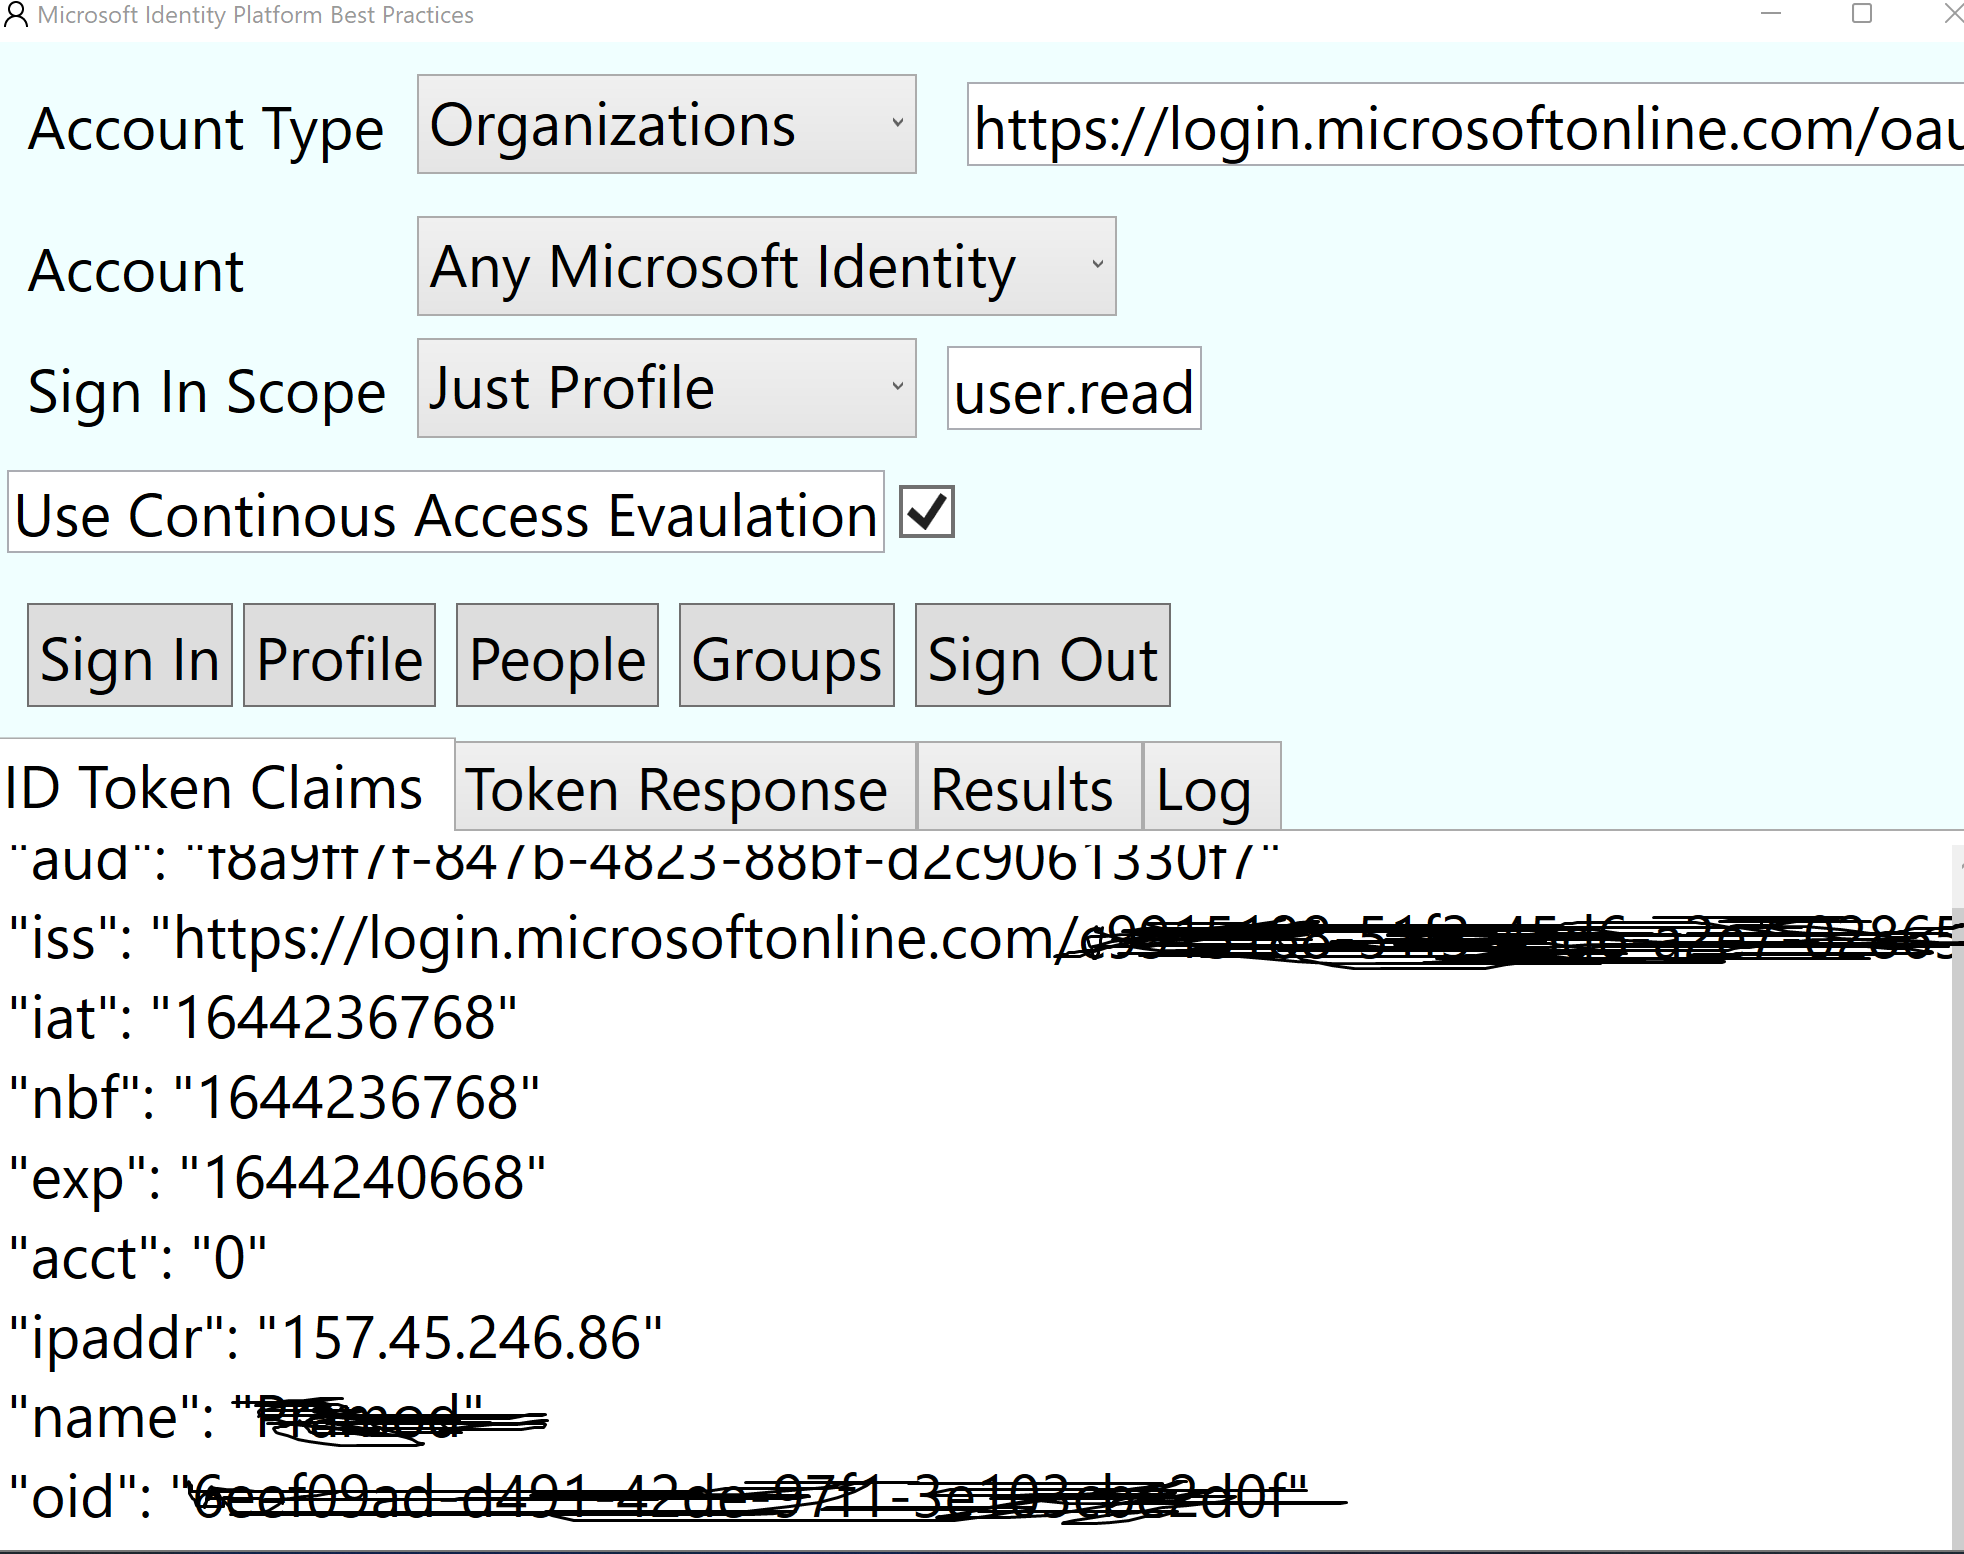 Microsoft Identity Platform Best Practices
Account Type Organizations https://login.microsoftonline.com/oau
Account Any Microsoft Identity
Sign In Scope Just Profile user.read
Use Continous Access Evaulation
Sign In Profile People Groups Sign Out
ID Token Claims Token Response Results Log
"aud": "f8a9ff7f-847b-4823-88bf-d2c9061330f7"
"iss": "https://login.microsoftonline.com/
"iat": "1644236768"
"nbf": "1644236768"
"exp": "1644240668"
"acct": "0"
"ipaddr": "157.45.246.86"
"name":
"oid":